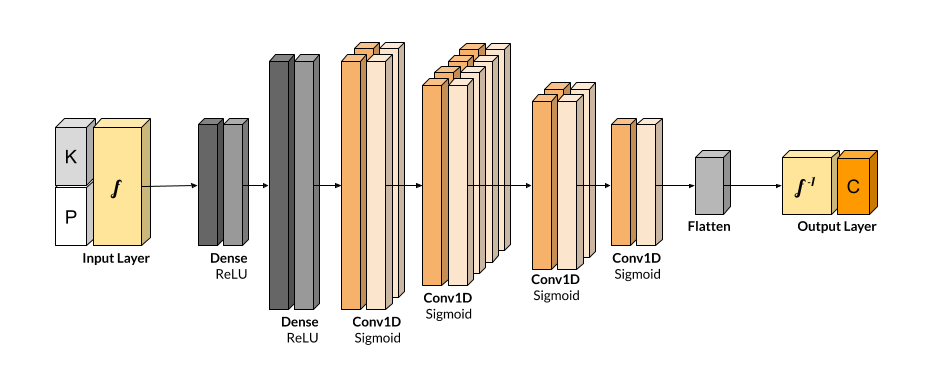 K
P
f
Input Layer
Dense
ReLU
Dense
ReLU
Conv1D
Sigmoid
Conv1D
Sigmoid
Conv1D
Sigmoid
Conv1D
Sigmoid
Flatten
f⁻¹
C
Output Layer